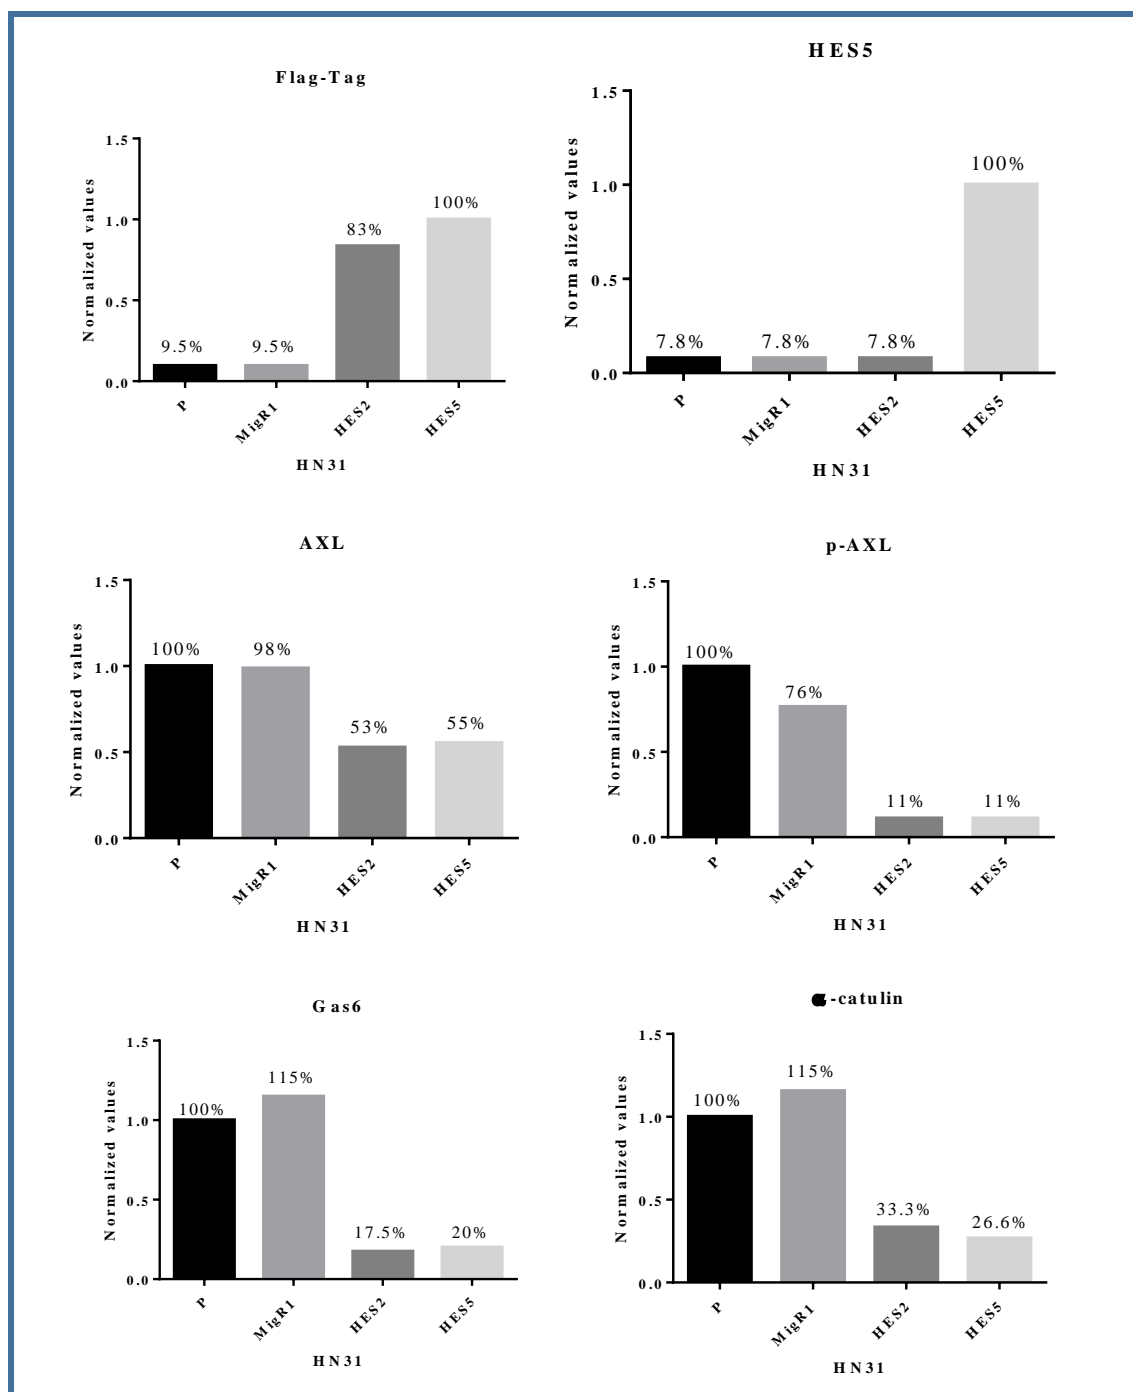 Flag-Tag
Normalized values
1.5
1.0
0.5
0.0
9.5%
9.5%
83%
100%
P
MigR1
HES2
HES5
HN31
HES5
Normalized values
1.5
1.0
0.5
0.0
7.8%
7.8%
7.8%
100%
P
MigR1
HES2
HES5
HN31
AXL
Normalized values
1.5
1.0
0.5
0.0
100%
98%
53%
55%
P
MigR1
HES2
HES5
HN31
p-AXL
Normalized values
1.5
1.0
0.5
0.0
100%
76%
11%
11%
P
MigR1
HES2
HES5
HN31
Gas6
Normalized values
1.5
1.0
0.5
0.0
100%
115%
17.5%
20%
P
MigR1
HES2
HES5
HN31
α-catulin
Normalized values
1.5
1.0
0.5
0.0
100%
115%
33.3%
26.6%
P
MigR1
HES2
HES5
HN31